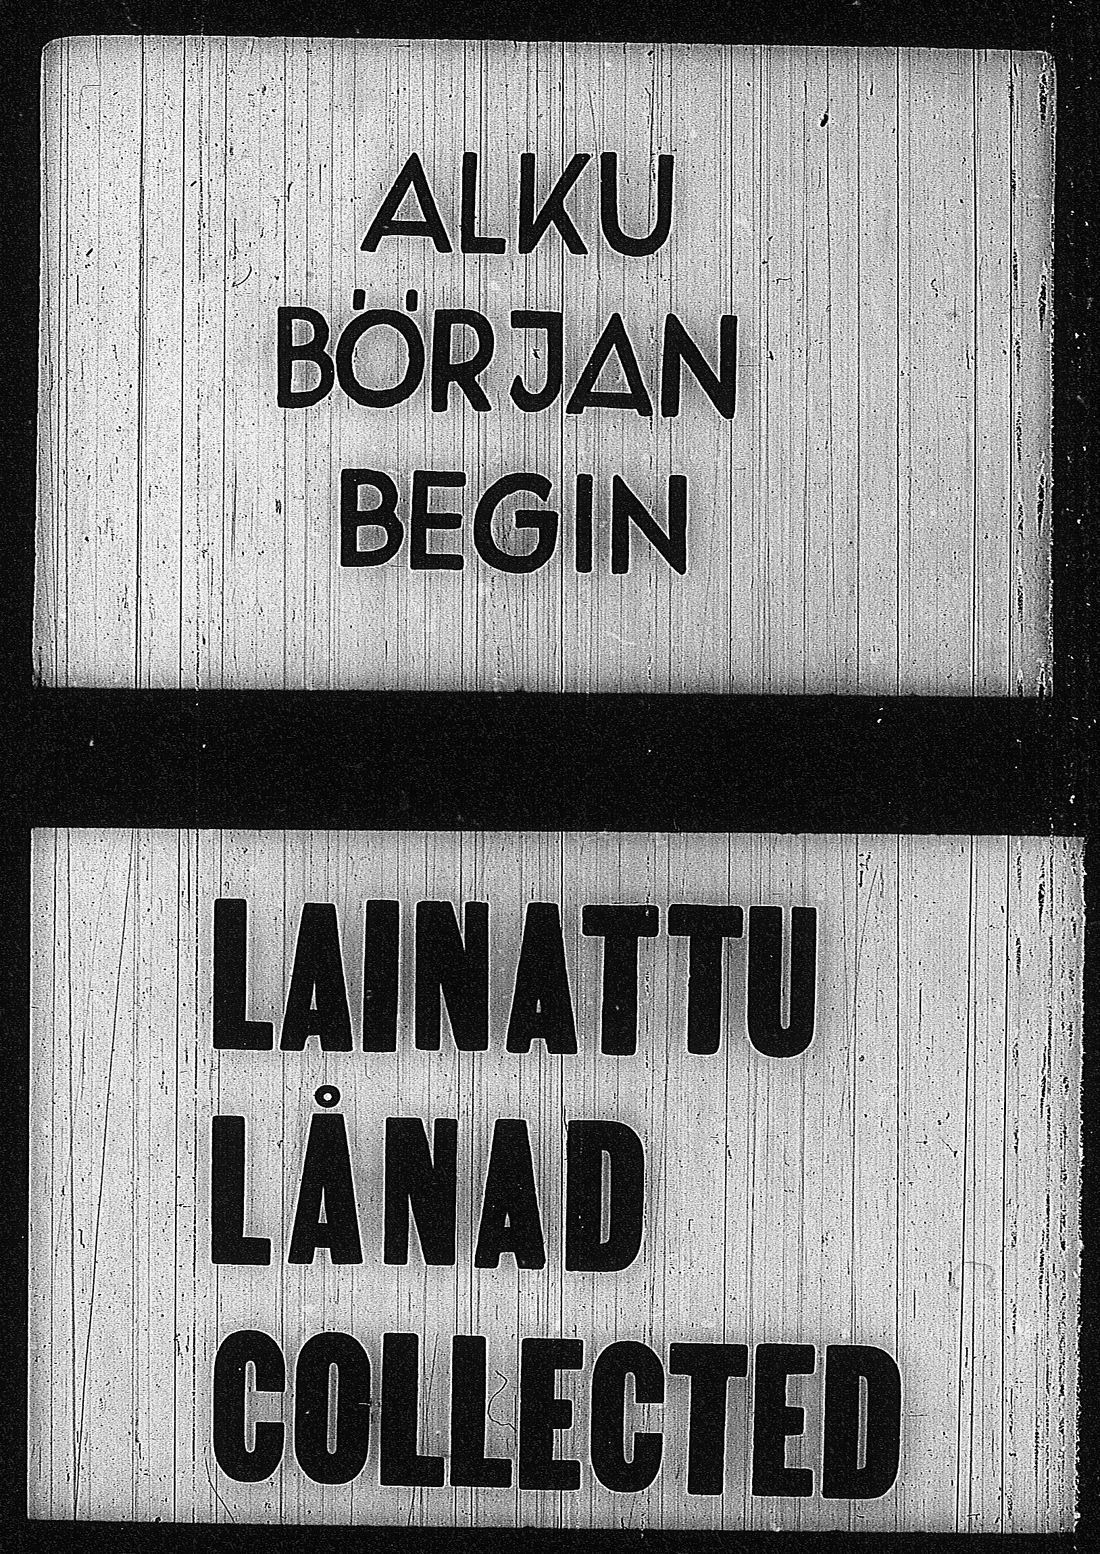 ALKU
BÖRJAN
BEGIN
LAINATTU
LÅNAD
COLLECTED